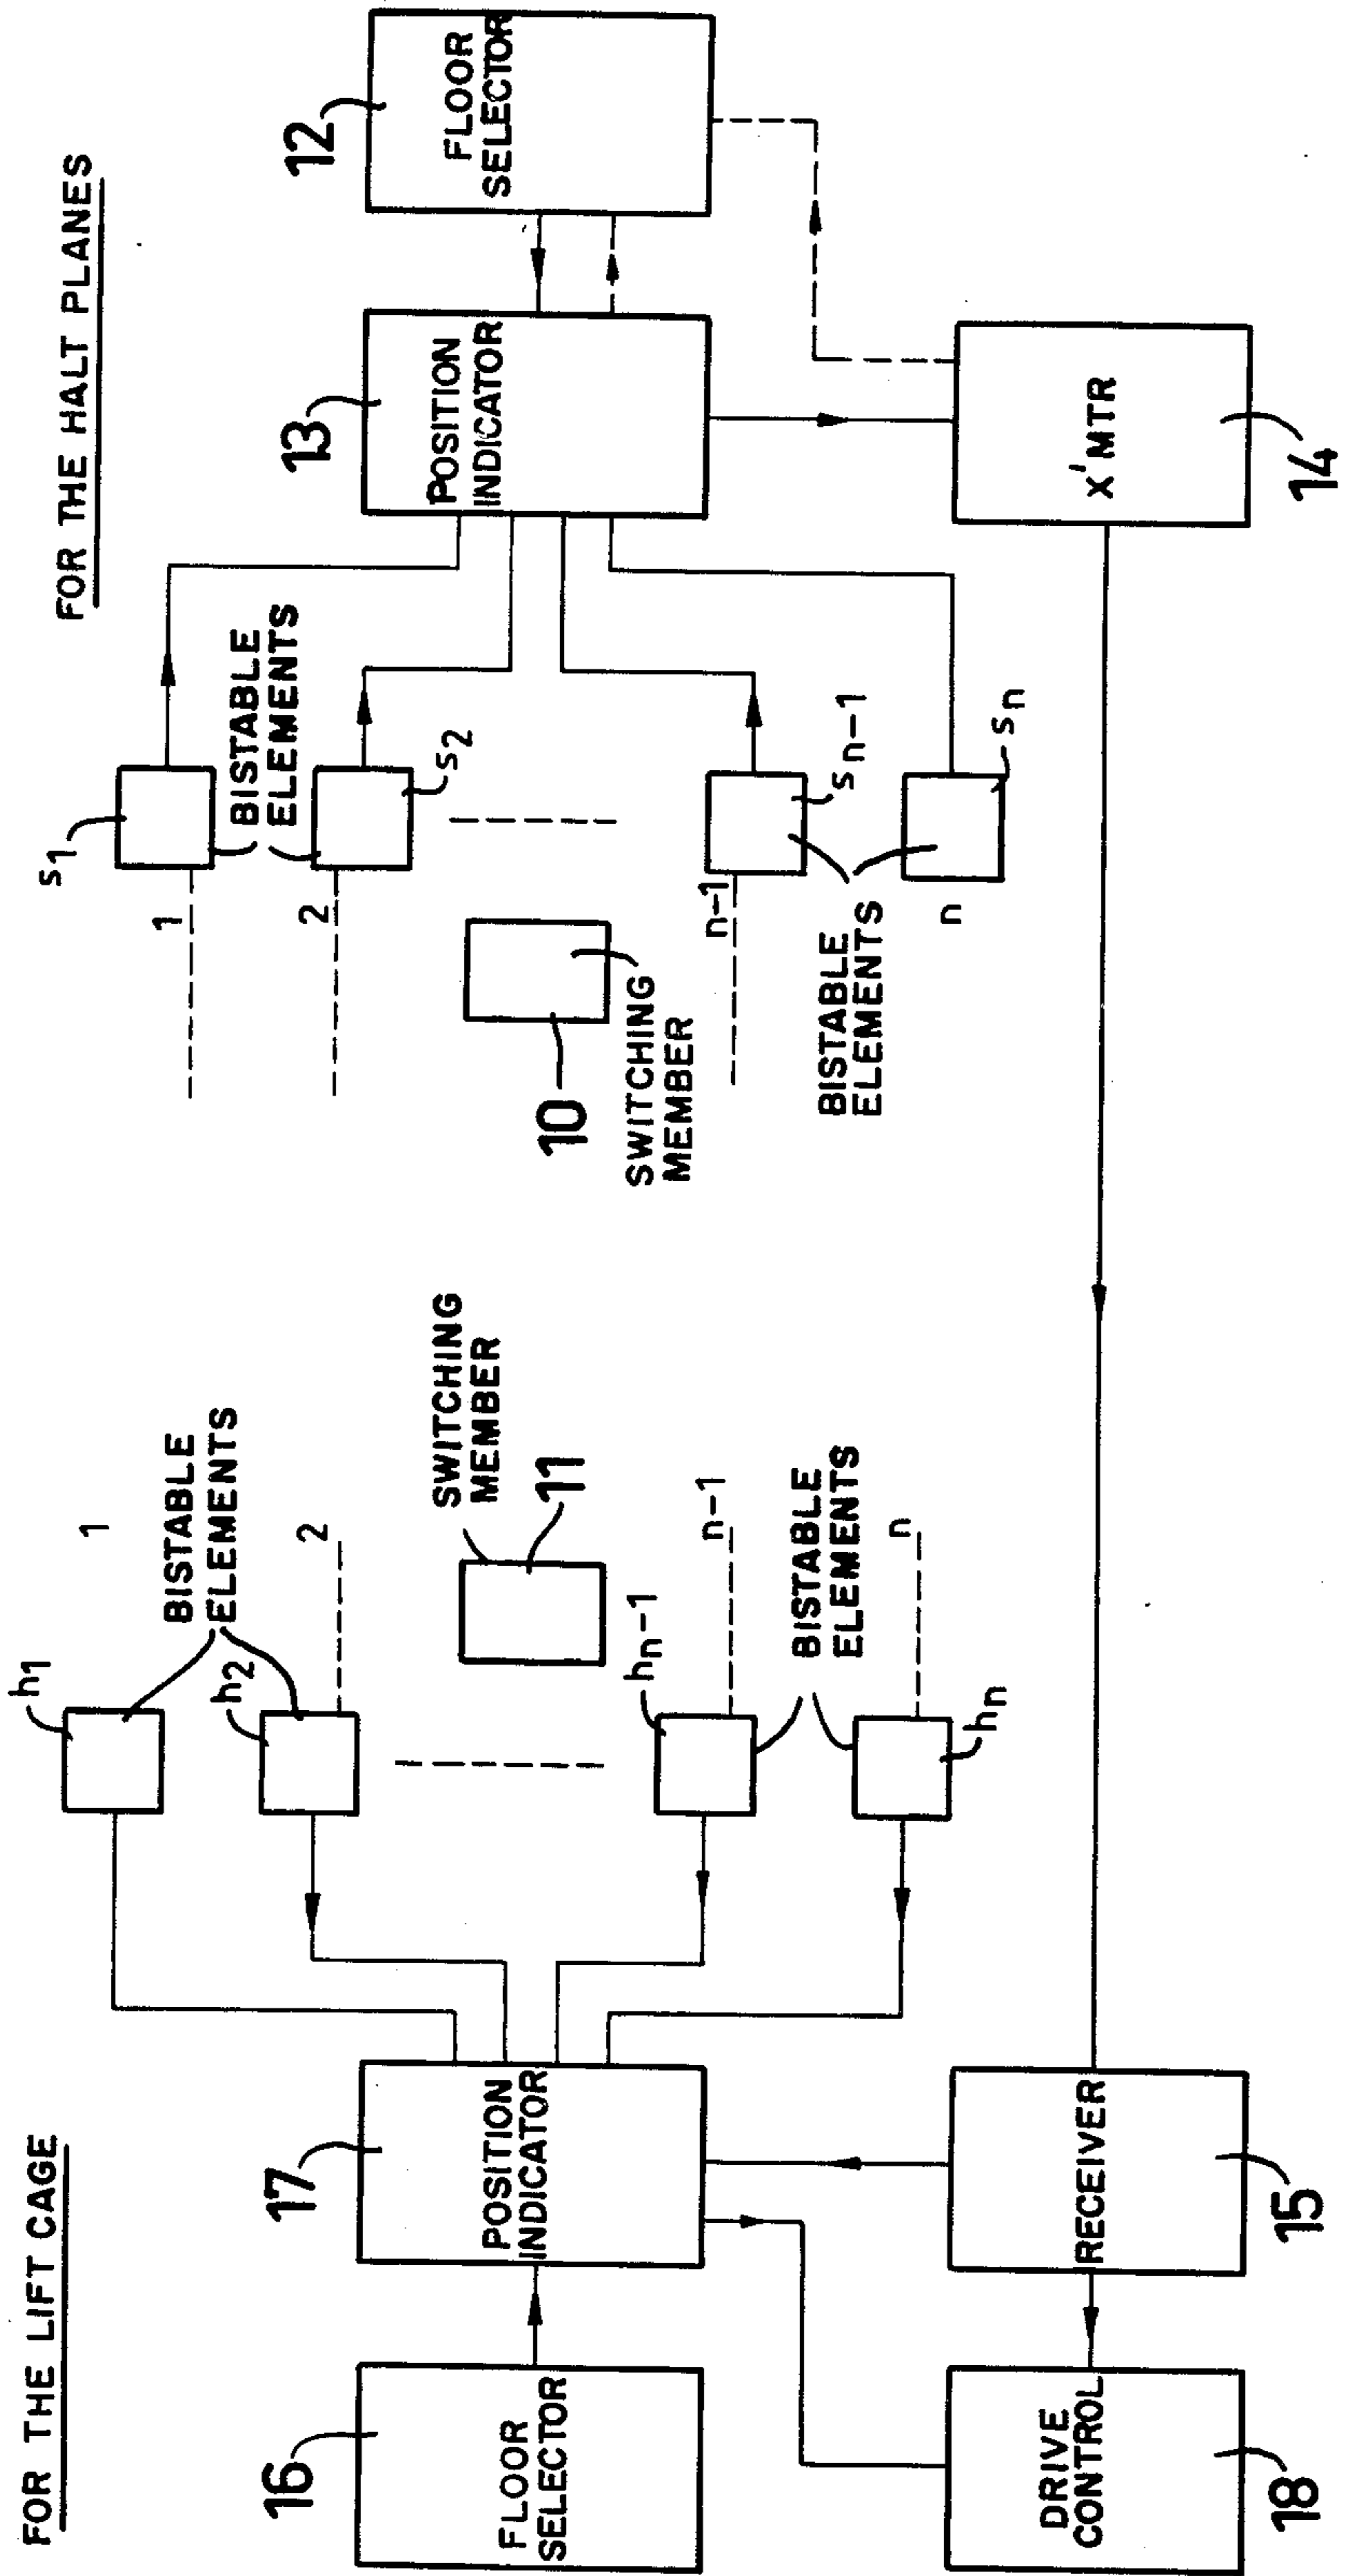 FOR THE LIFT CAGE
FOR THE HALT PLANES
h1
1
BISTABLE
ELEMENTS
h2
2
SWITCHING
MEMBER
11
hn-1
n-1
BISTABLE
ELEMENTS
hn
n
17
POSITION
INDICATOR
16
FLOOR
SELECTOR
RECEIVER
15
DRIVE
CONTROL
18
s1
1
BISTABLE
ELEMENTS
s2
2
10
SWITCHING
MEMBER
n-1
sn-1
BISTABLE
ELEMENTS
n
sn
13
POSITION
INDICATOR
12
FLOOR
SELECTOR
X'MTR
14